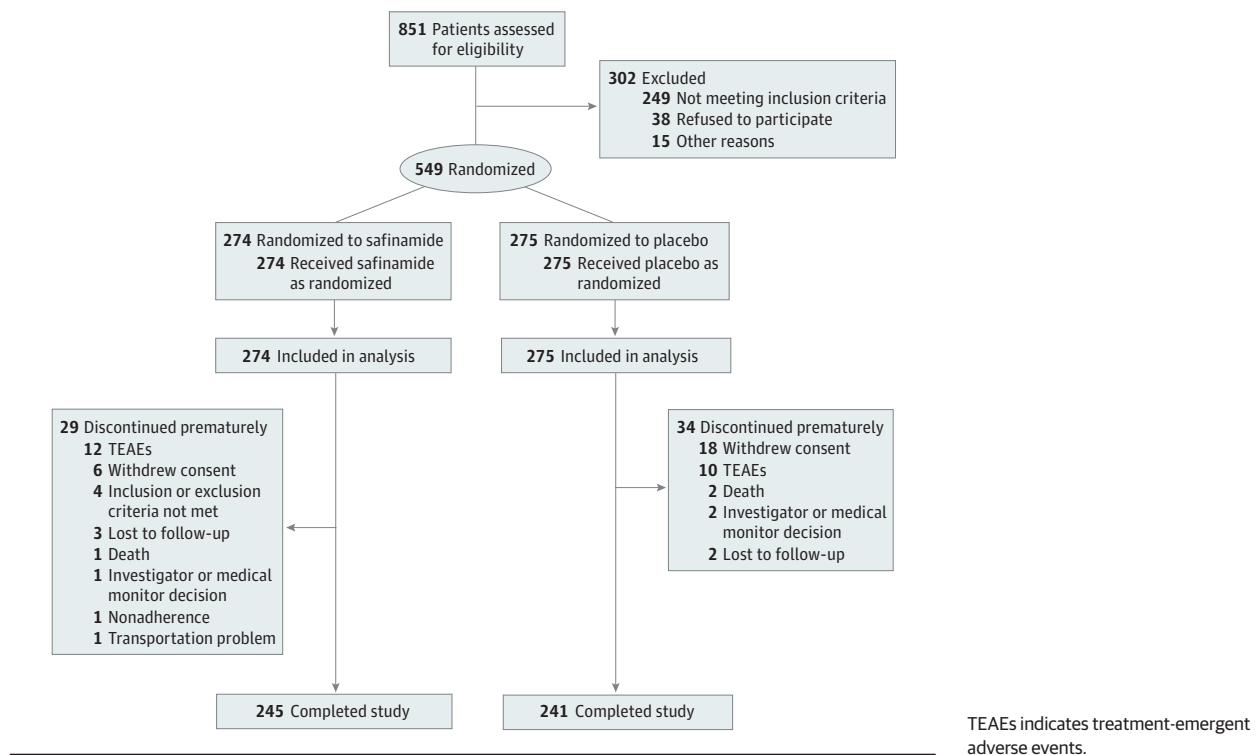 851 Patients assessed
for eligibility
302 Excluded
249 Not meeting inclusion criteria
38 Refused to participate
15 Other reasons
549 Randomized
274 Randomized to safinamide
274 Received safinamide
as randomized
275 Randomized to placebo
275 Received placebo as
randomized
274 Included in analysis
275 Included in analysis
29 Discontinued prematurely
12 TEAEs
6 Withdrew consent
4 Inclusion or exclusion
criteria not met
3 Lost to follow-up
1 Death
1 Investigator or medical
monitor decision
1 Nonadherence
1 Transportation problem
34 Discontinued prematurely
18 Withdrew consent
10 TEAEs
2 Death
2 Investigator or medical
monitor decision
2 Lost to follow-up
245 Completed study
241 Completed study
TEAEs indicates treatment-emergent
adverse events.